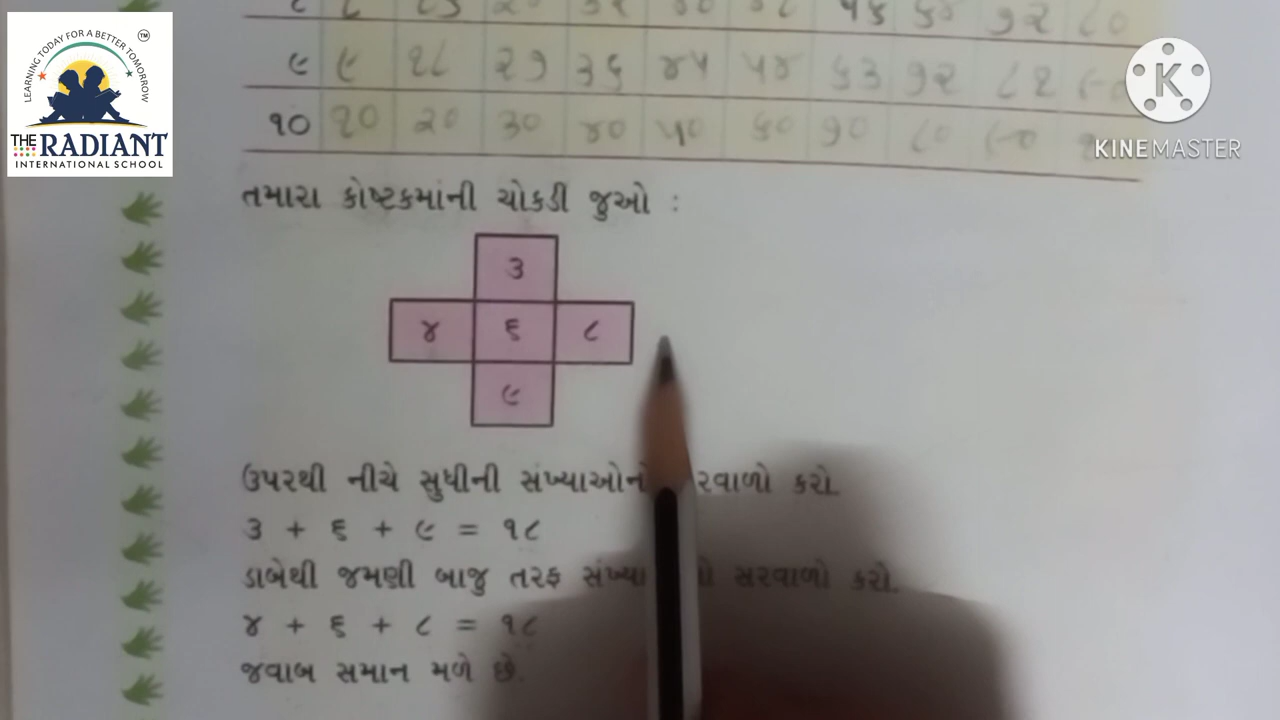 LEARNING TODAY FOR A BETTER TOMORROW
TM
THE RADIANT
INTERNATIONAL SCHOOL
K
KINEMASTER
૯ ૯ ૧૮ ૨૭ ૩૬ ૪૫ ૫૪ ૬૩ ૭૨ ૮૧
૧૦ ૧૦ ૨૦ ૩૦ ૪૦ ૫૦ ૬૦ ૭૦ ૮૦ ૯૦
તમારા કોષ્ટકમાંની ચોકડી જુઓ :
૩
૪ ૬ ૮
૯
ઉપરથી નીચે સુધીની સંખ્યાઓનો સરવાળો કરો.
૩ + ૬ + ૯ = ૧૮
ડાબેથી જમણી બાજુ તરફ સરવાળો કરો.
૪ + ૬ + ૮ = ૧૮
જવાબ સમાન મળે છે.